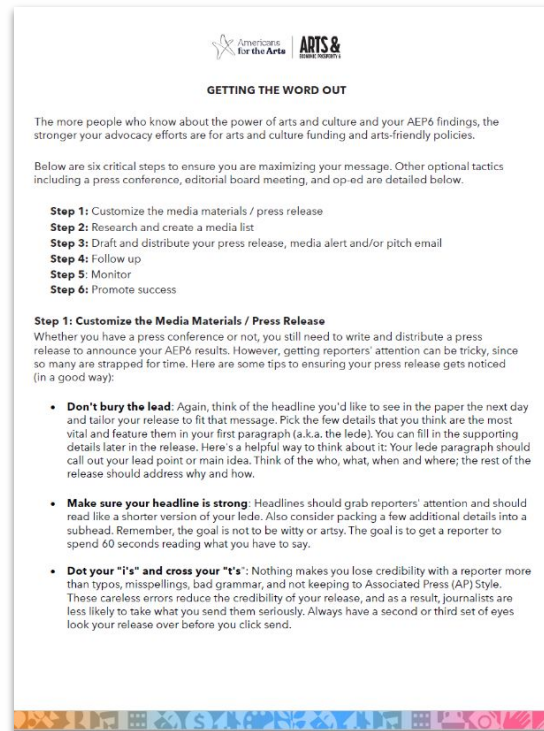 Americans
for the Arts
ARTS &
ECONOMIC PROSPERITY 6
GETTING THE WORD OUT
The more people who know about the power of arts and culture and your AEP6 findings, the
stronger your advocacy efforts are for arts and culture funding and arts-friendly policies.
Below are six critical steps to ensure you are maximizing your message. Other optional tactics
including a press conference, editorial board meeting, and op-ed are detailed below.
Step 1: Customize the media materials / press release
Step 2: Research and create a media list
Step 3: Draft and distribute your press release, media alert and/or pitch email
Step 4: Follow up
Step 5: Monitor
Step 6: Promote success
Step 1: Customize the Media Materials / Press Release
Whether you have a press conference or not, you still need to write and distribute a press
release to announce your AEP6 results. However, getting reporters' attention can be tricky, since
so many are strapped for time. Here are some tips to ensuring your press release gets noticed
(in a good way):
• Don't bury the lead: Again, think of the headline you'd like to see in the paper the next day
and tailor your release to fit that message. Pick the few details that you think are the most
vital and feature them in your first paragraph (a.k.a. the lede). You can fill in the supporting
details later in the release. Here's a helpful way to think about it: Your lede paragraph should
call out your lead point or main idea. Think of the who, what, when and where; the rest of the
release should address why and how.
• Make sure your headline is strong: Headlines should grab reporters' attention and should
read like a shorter version of your lede. Also consider packing a few additional details into a
subhead. Remember, the goal is not to be witty or artsy. The goal is to get a reporter to
spend 60 seconds reading what you have to say.
• Dot your "i's" and cross your "t's": Nothing makes you lose credibility with a reporter more
than typos, misspellings, bad grammar, and not keeping to Associated Press (AP) Style.
These careless errors reduce the credibility of your release, and as a result, journalists are
less likely to take what you send them seriously. Always have a second or third set of eyes
look your release over before you click send.